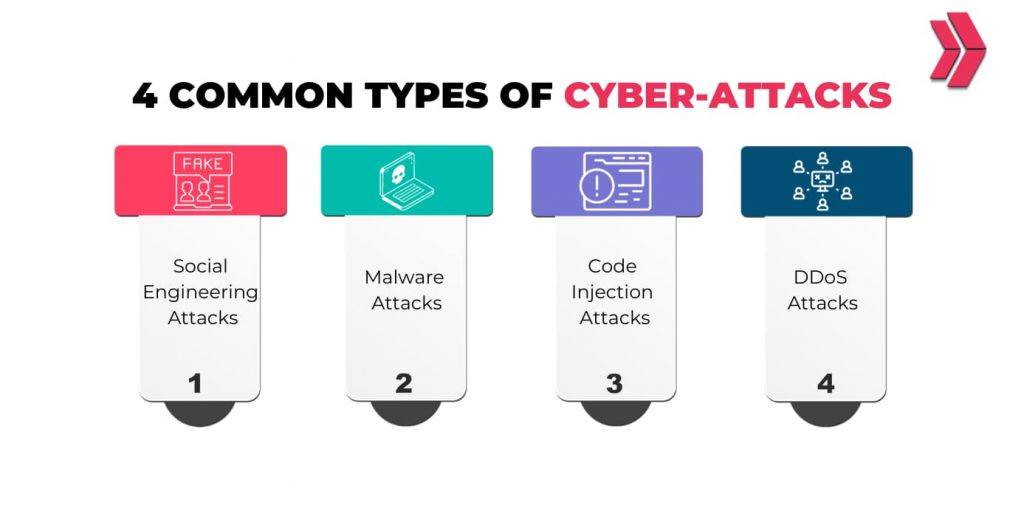 4 COMMON TYPES OF CYBER-ATTACKS
FAKE
Social
Engineering
Attacks
1
Malware
Attacks
2
Code
Injection
Attacks
3
DDoS
Attacks
4